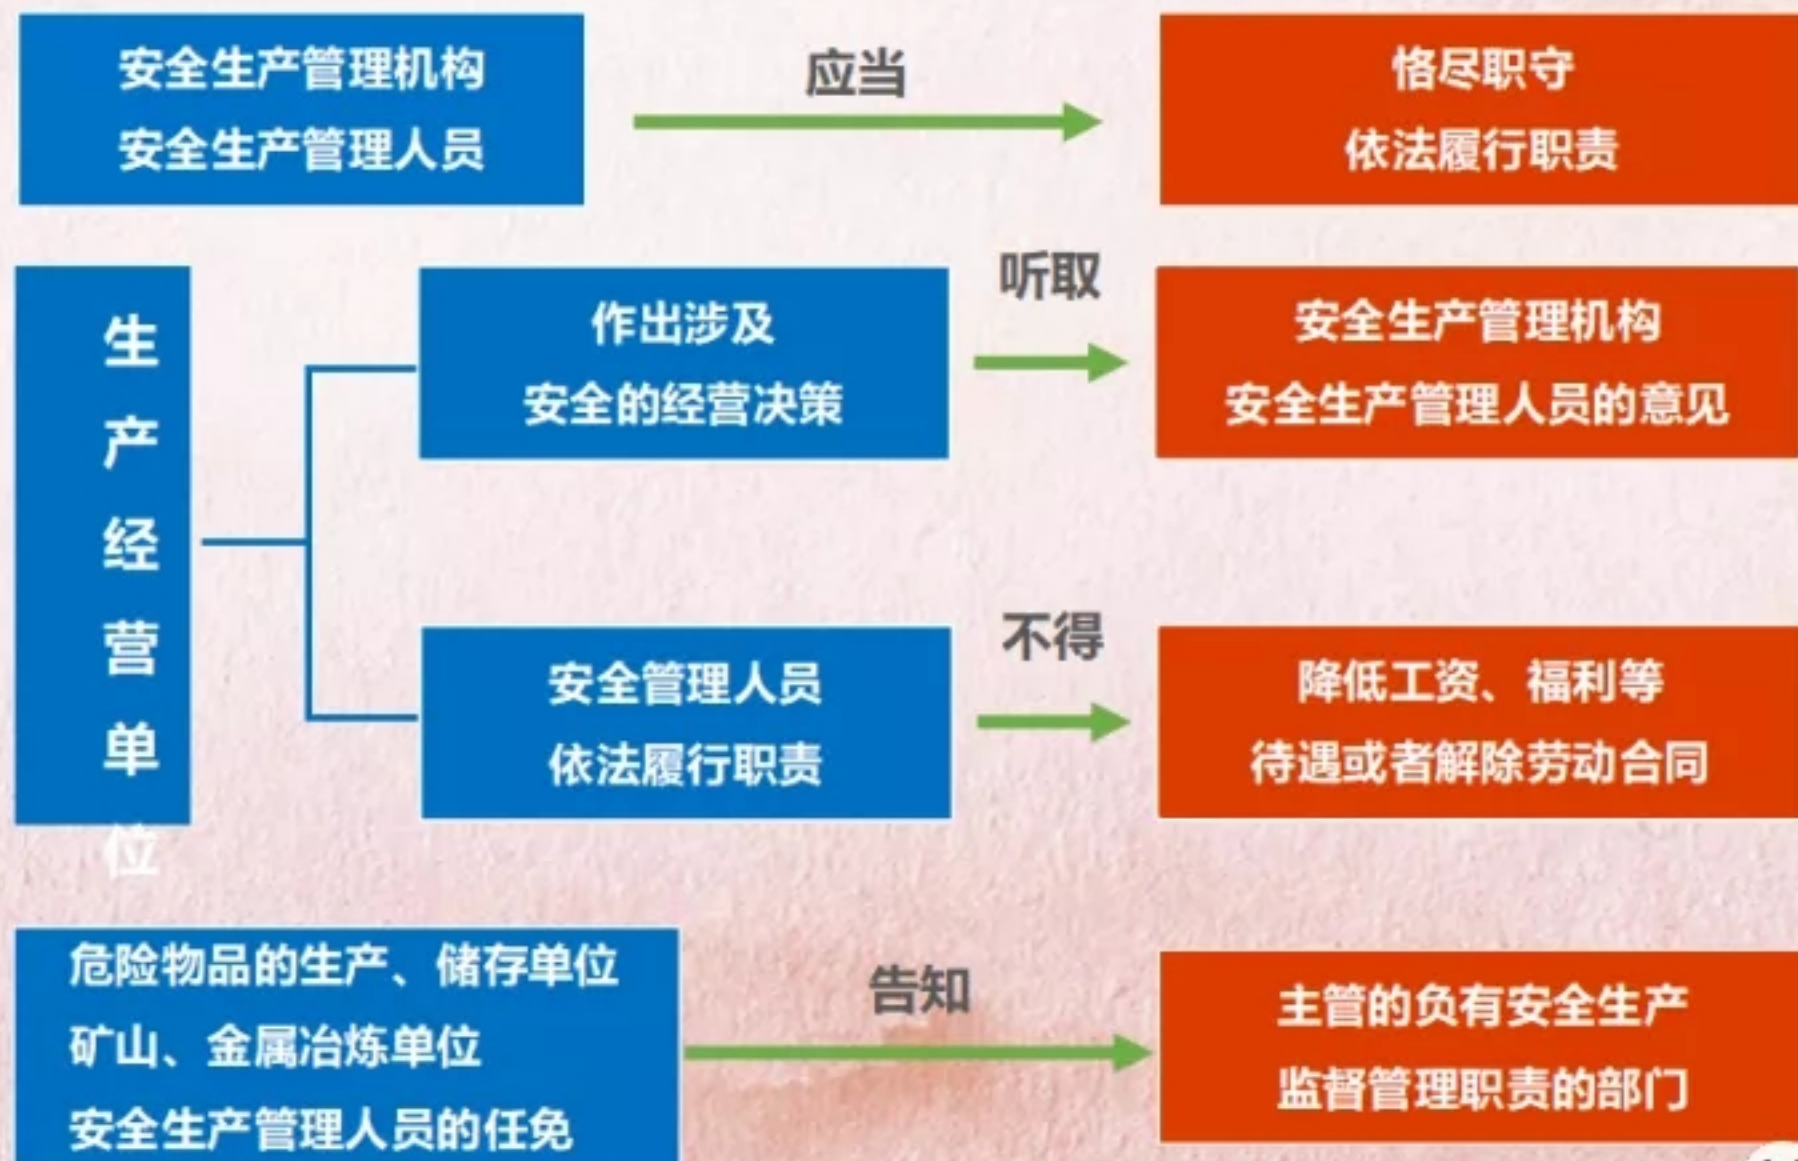 安全生产管理机构
安全生产管理人员
应当
恪尽职守
依法履行职责
生产经营单位
作出涉及
安全的经营决策
听取
安全生产管理机构
安全生产管理人员的意见
安全管理人员
依法履行职责
不得
降低工资、福利等
待遇或者解除劳动合同
危险物品的生产、储存单位
矿山、金属冶炼单位
安全生产管理人员的任免
告知
主管的负有安全生产
监督管理职责的部门